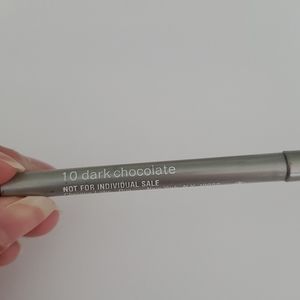 10 dark chocolate
NOT FOR INDIVIDUAL SALE